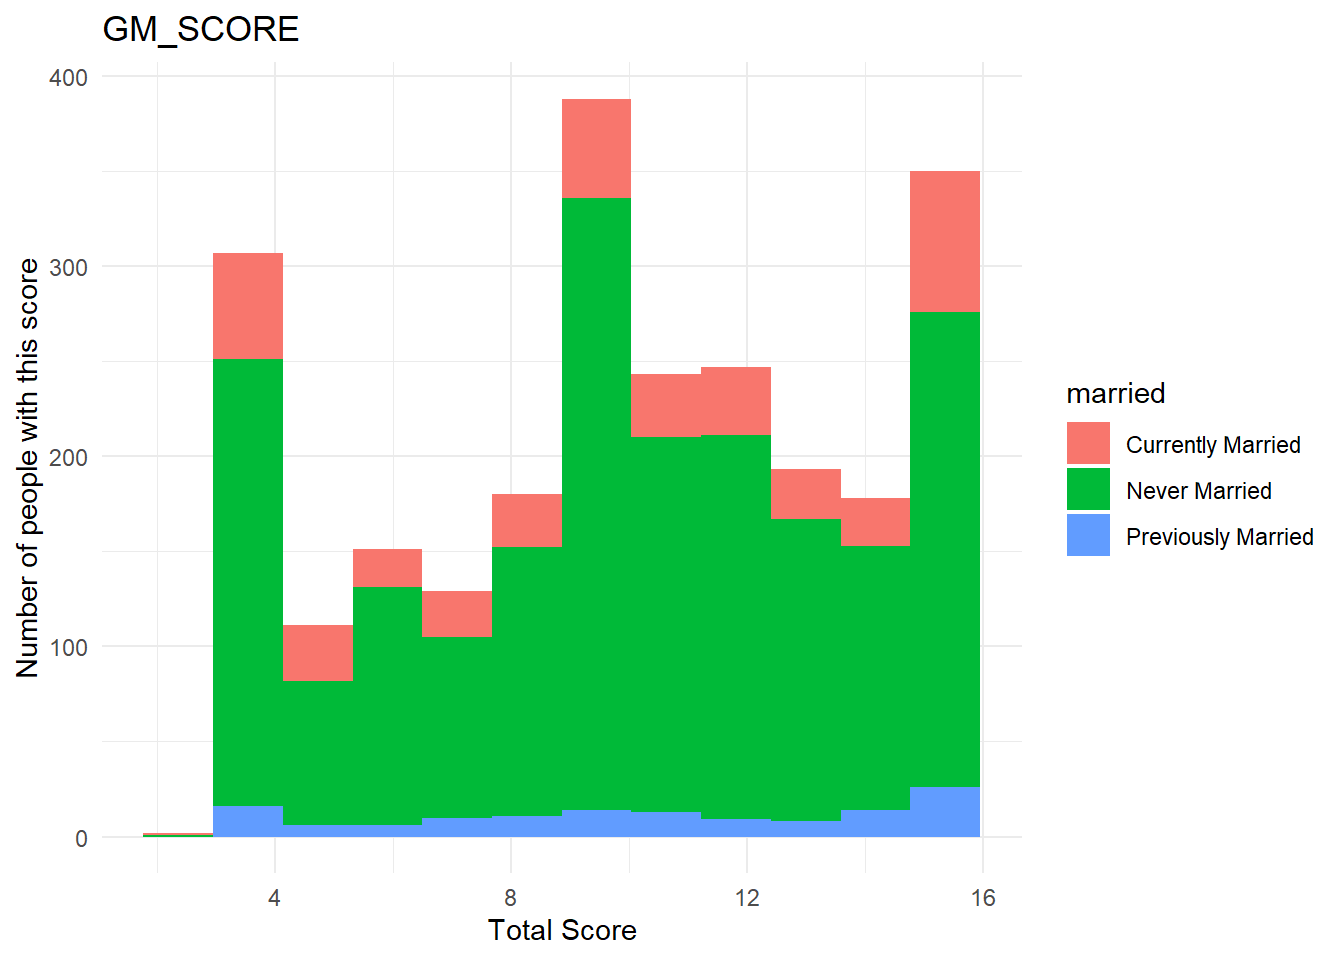 GM_SCORE
400
300
200
100
0
Number of people with this score
4 8 12 16
Total Score
married
Currently Married
Never Married
Previously Married